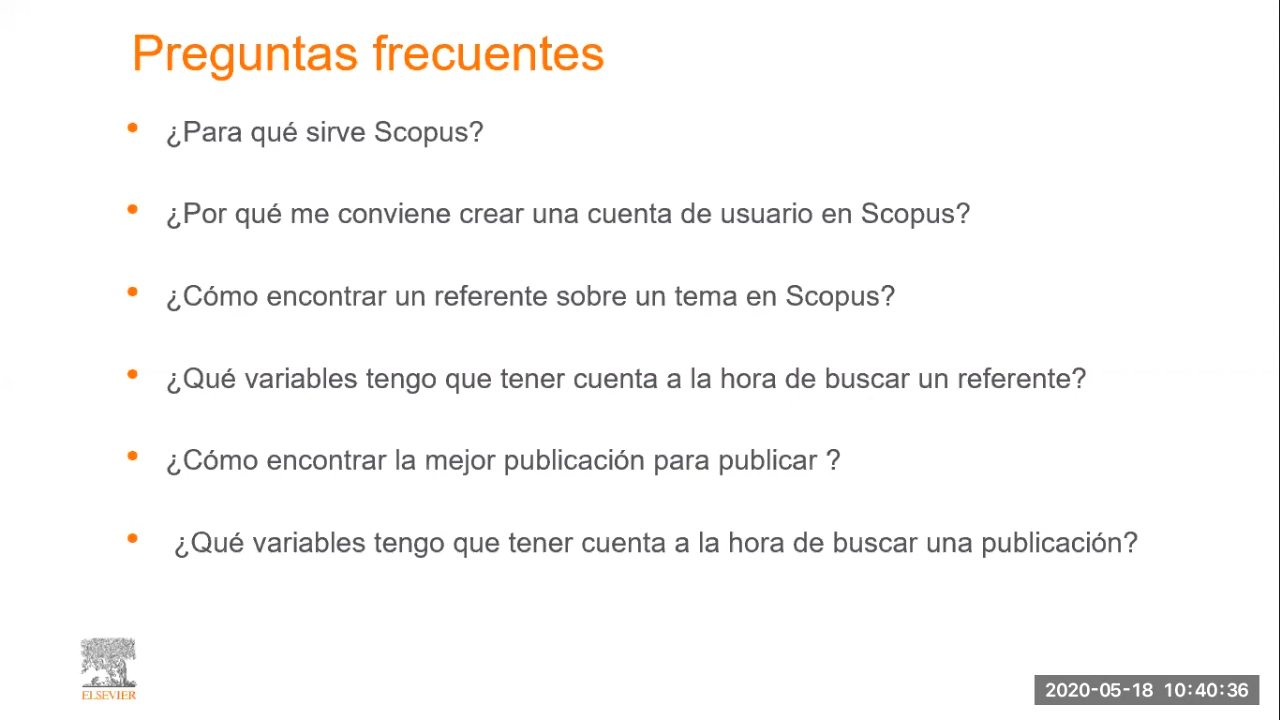 Preguntas frecuentes
• ¿Para qué sirve Scopus?
• ¿Por qué me conviene crear una cuenta de usuario en Scopus?
• ¿Cómo encontrar un referente sobre un tema en Scopus?
• ¿Qué variables tengo que tener cuenta a la hora de buscar un referente?
• ¿Cómo encontrar la mejor publicación para publicar ?
• ¿Qué variables tengo que tener cuenta a la hora de buscar una publicación?
ELSEVIER
2020-05-18 10:40:36